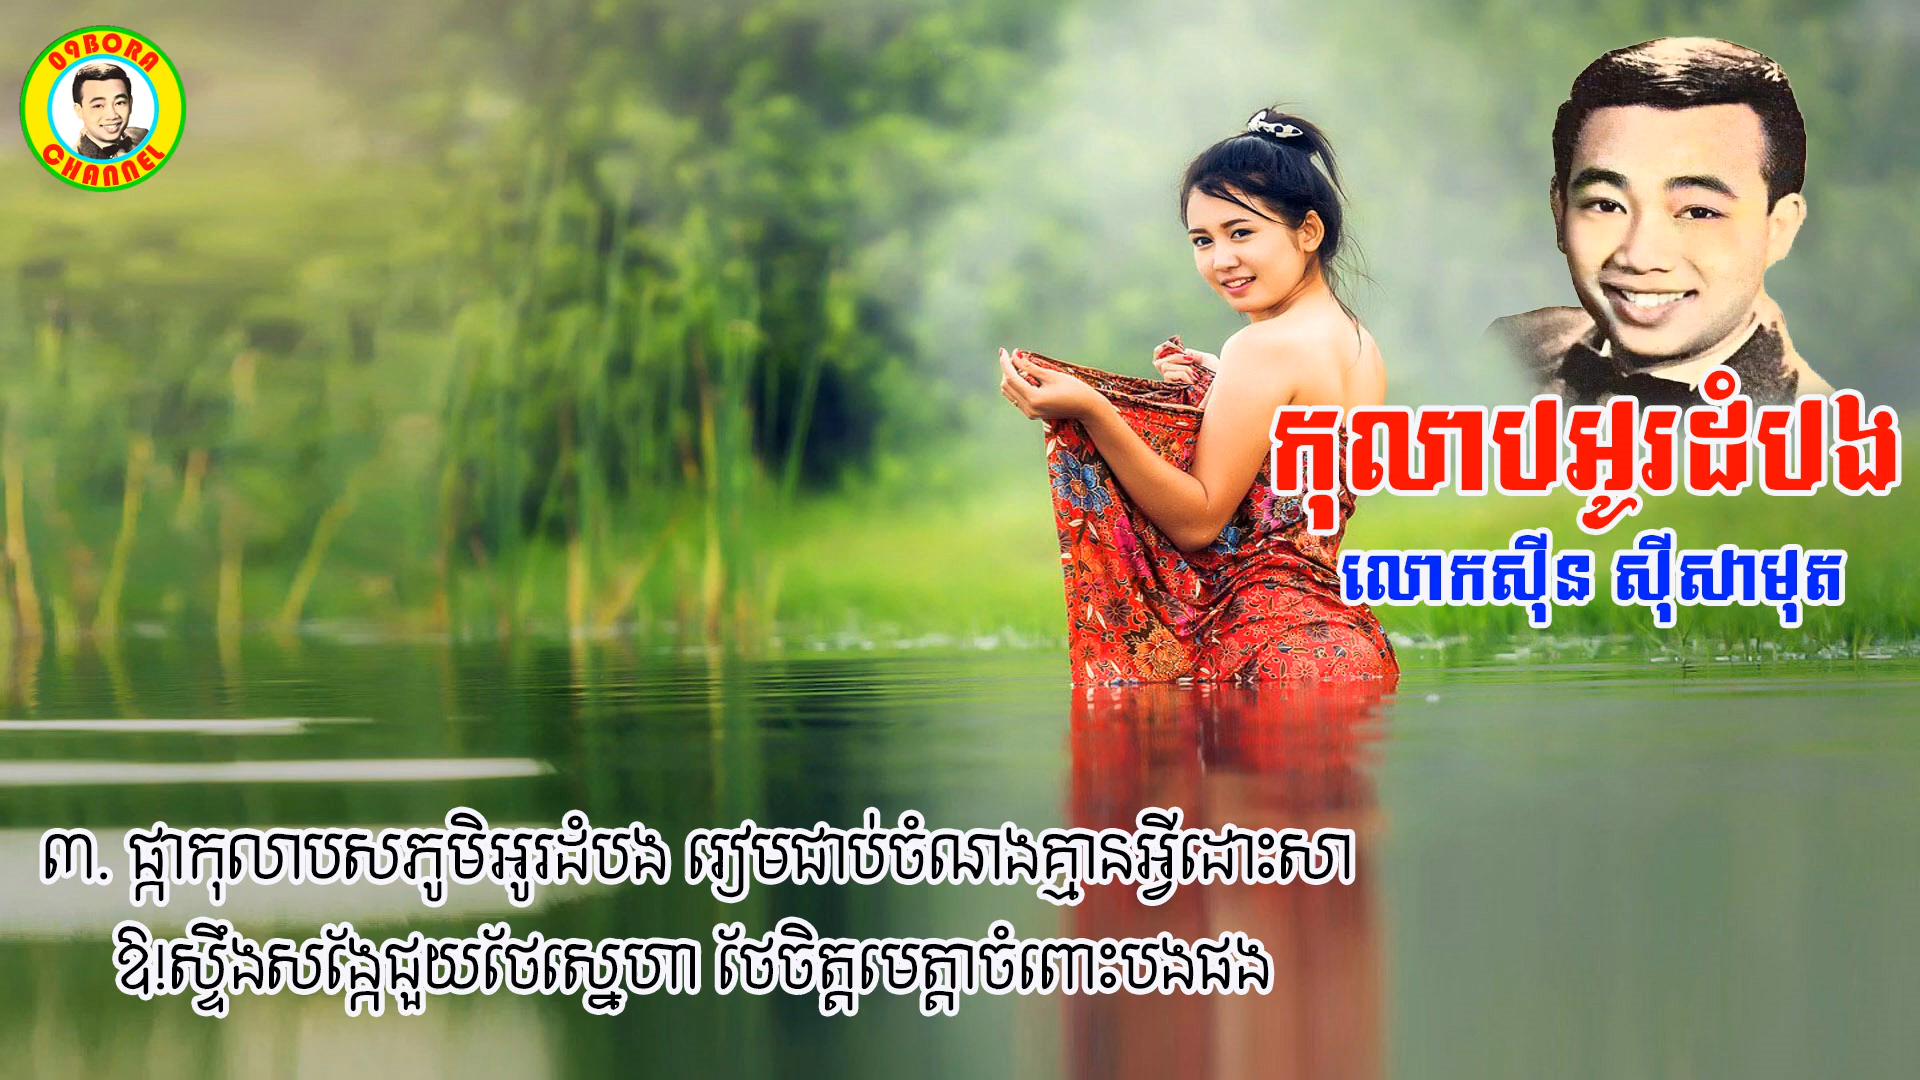 09BORA
CHANNEL
កុលាបអូរដំបង
លោកស៊ីន ស៊ីសាមុត
៣. ផ្កាកុលាបសភូមិអូរដំបង រៀមជាប់ចំណងគ្មានអ្វីដោះសា
ឱ!ស្ទឹងសង្កែជួយថែស្នេហា ថែចិត្តមេត្តាចំពោះបងផង